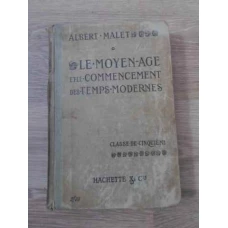 ALBERT·MALET
LE·MOYEN·AGE
ET LE·COMMENCEMENT
DES·TEMPS·MODERNES
CLASSE DE CINQUIÈME
HACHETTE & Cie